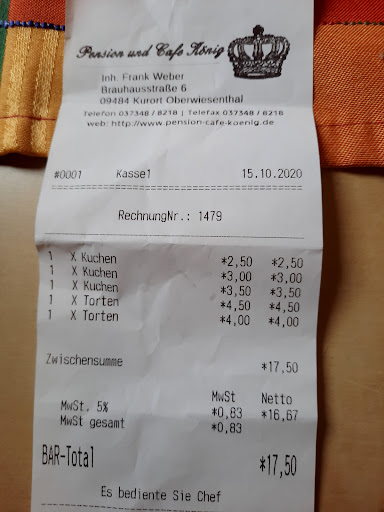 Pension und Cafe König
Inh. Frank Weber
Brauhausstraße 6
09484 Kurort Oberwiesenthal
Telefon 037348 / 8218 | Telefax 037348 / 8216
web: http://www.pension-cafe-koenig.de
#0001 Kasse1 15.10.2020
RechnungNr.: 1479
1 X Kuchen *2,50 *2,50
1 X Kuchen *3,00 *3,00
1 X Kuchen *3,50 *3,50
1 X Torten *4,50 *4,50
1 X Torten *4,00 *4,00
Zwischensumme *17,50
MwSt Netto
MwSt. 5% *0,83 *16,67
MwSt gesamt *0,83
BAR-Total *17,50
Es bediente Sie Chef